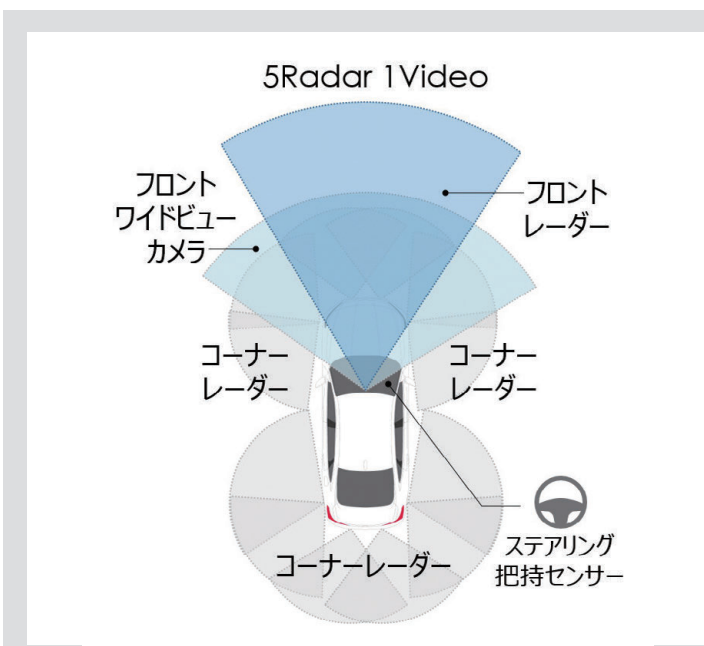 5Radar 1Video
フロント
ワイドビュー
カメラ
フロント
レーダー
コーナー
レーダー
コーナー
レーダー
コーナーレーダー
ステアリング
把持センサー